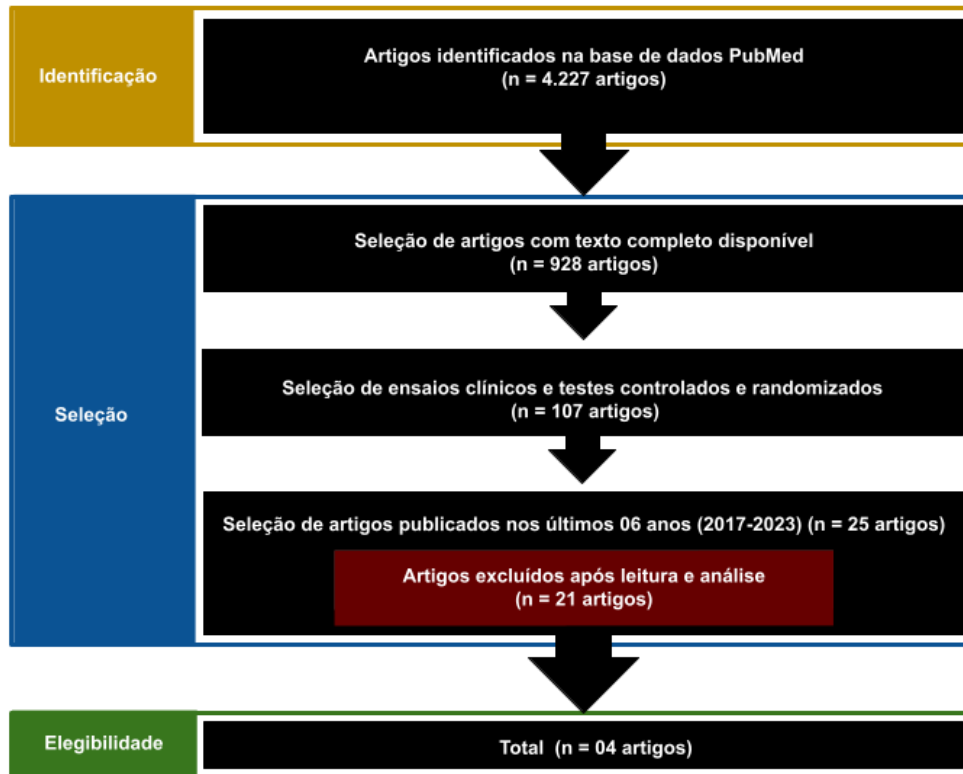 Identificação
Artigos identificados na base de dados PubMed
(n = 4.227 artigos)
Seleção
Seleção de artigos com texto completo disponível
(n = 928 artigos)
Seleção de ensaios clínicos e testes controlados e randomizados
(n = 107 artigos)
Seleção de artigos publicados nos últimos 06 anos (2017-2023) (n = 25 artigos)
Artigos excluídos após leitura e análise
(n = 21 artigos)
Elegibilidade
Total (n = 04 artigos)